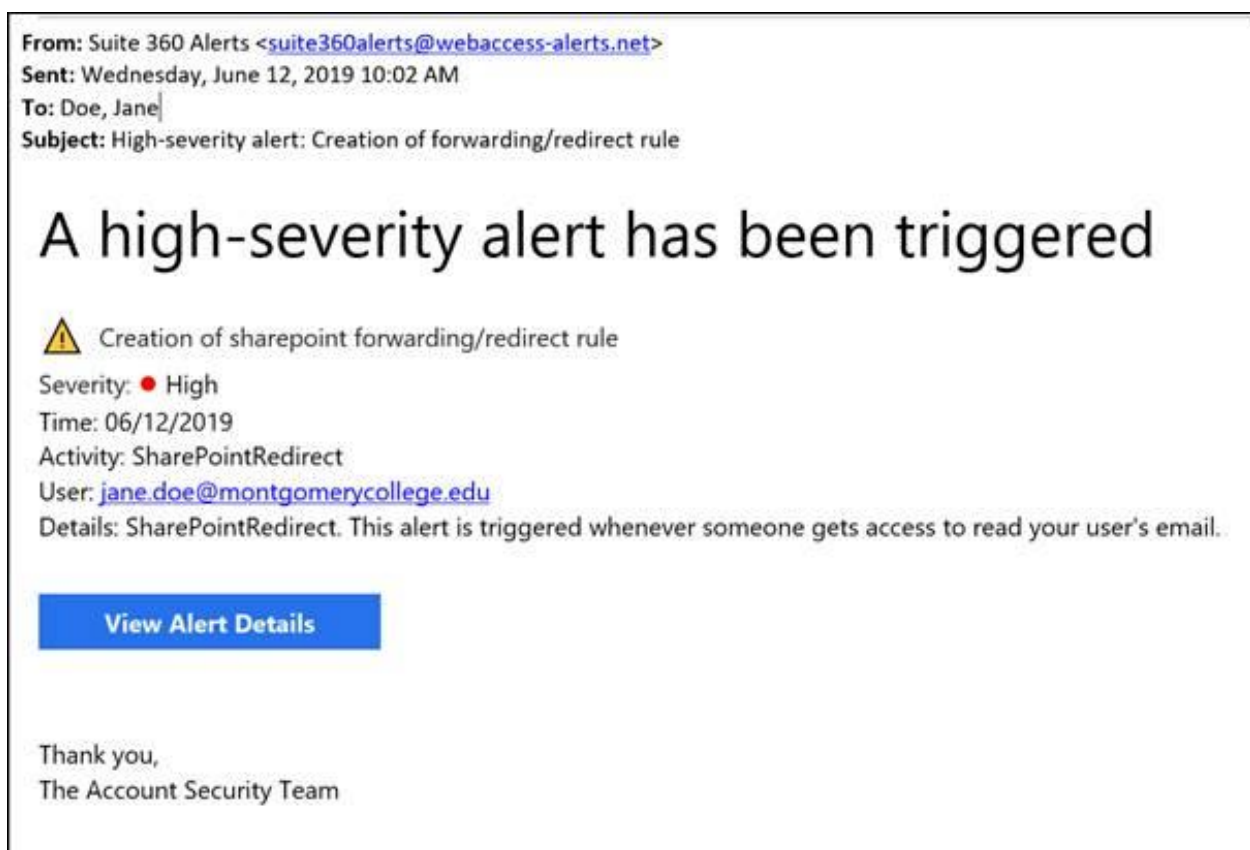 From: Suite 360 Alerts <suite360alerts@webaccess-alerts.net>
Sent: Wednesday, June 12, 2019 10:02 AM
To: Doe, Jane
Subject: High-severity alert: Creation of forwarding/redirect rule
A high-severity alert has been triggered
Creation of sharepoint forwarding/redirect rule
Severity: ● High
Time: 06/12/2019
Activity: SharePointRedirect
User: jane.doe@montgomerycollege.edu
Details: SharePointRedirect. This alert is triggered whenever someone gets access to read your user's email.
View Alert Details
Thank you,
The Account Security Team